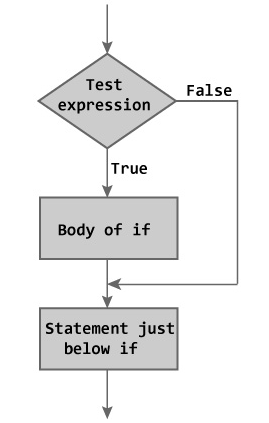 Test
expression
False
True
Body of if
Statement just
below if